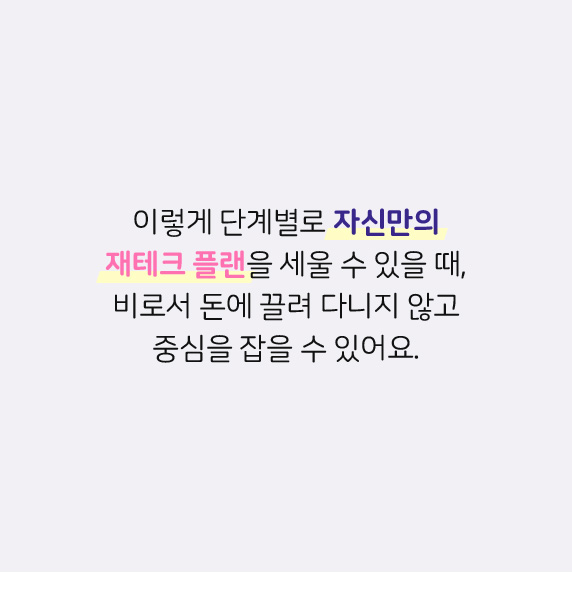 이렇게 단계별로 자신만의
재테크 플랜을 세울 수 있을 때,
비로서 돈에 끌려 다니지 않고
중심을 잡을 수 있어요.